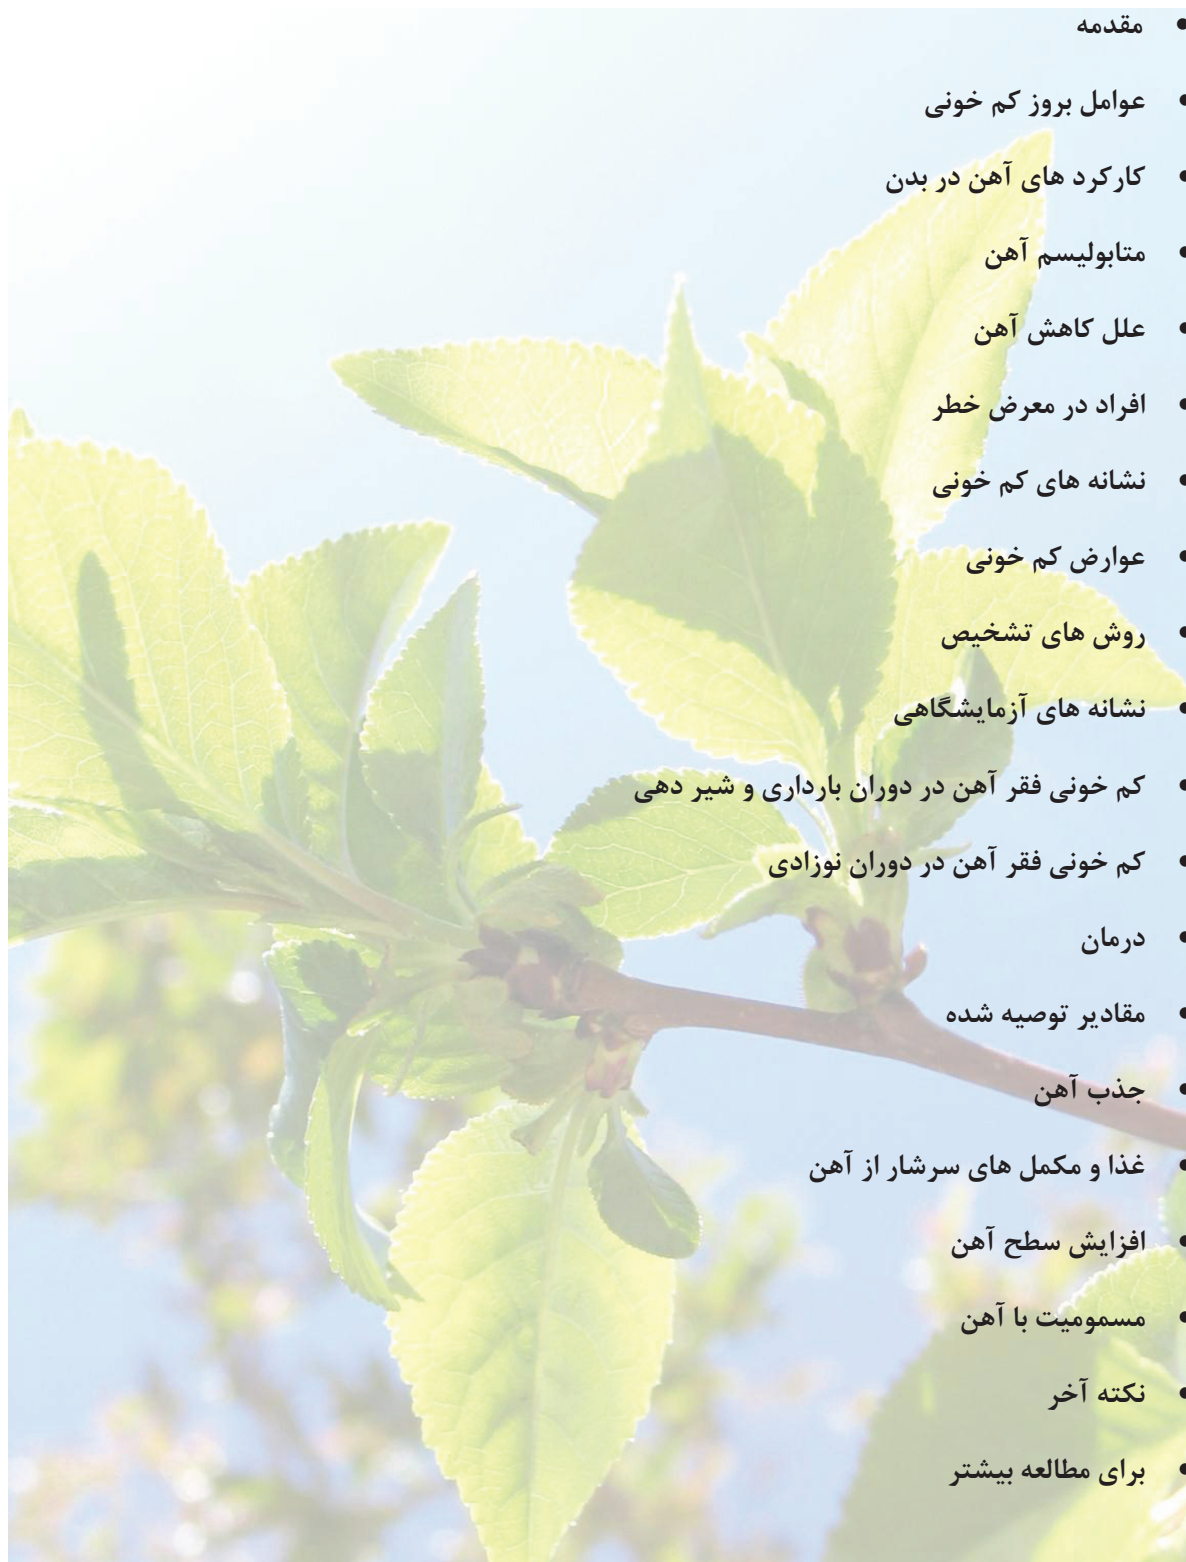 • مقدمه
• عوامل بروز کم خونی
• کارکرد های آهن در بدن
• متابولیسم آهن
• علل کاهش آهن
• افراد در معرض خطر
• نشانه های کم خونی
• عوارض کم خونی
• روش های تشخیص
• نشانه های آزمایشگاهی
• کم خونی فقر آهن در دوران بارداری و شیر دهی
• کم خونی فقر آهن در دوران نوزادی
• درمان
• مقادیر توصیه شده
• جذب آهن
• غذا و مکمل های سرشار از آهن
• افزایش سطح آهن
• مسمومیت با آهن
• نکته آخر
• برای مطالعه بیشتر